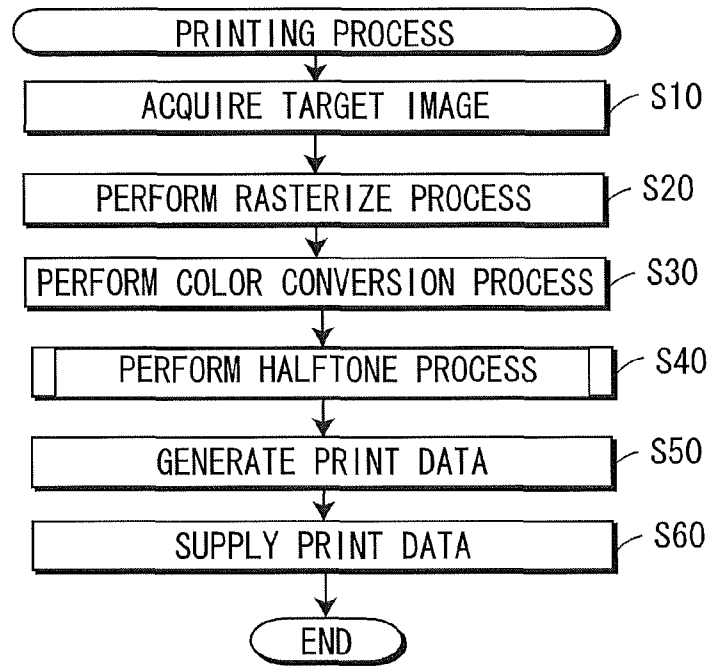 PRINTING PROCESS
ACQUIRE TARGET IMAGE S10
PERFORM RASTERIZE PROCESS S20
PERFORM COLOR CONVERSION PROCESS S30
PERFORM HALFTONE PROCESS S40
GENERATE PRINT DATA S50
SUPPLY PRINT DATA S60
END